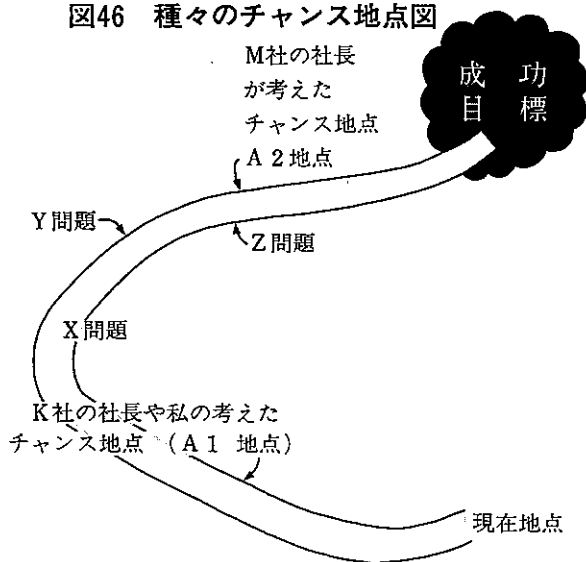 図46　種々のチャンス地点図
M社の社長
が考えた
チャンス地点
A２地点
成功
目標
Y問題
Z問題
X問題
K社の社長や私の考えた
チャンス地点（A１　地点）
現在地点